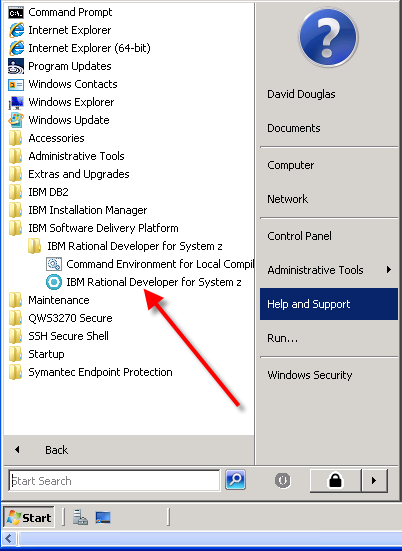 Command Prompt
Internet Explorer
Internet Explorer (64-bit)
Program Updates
Windows Contacts
Windows Explorer
Windows Update
Accessories
Administrative Tools
Extras and Upgrades
IBM DB2
IBM Installation Manager
IBM Software Delivery Platform
IBM Rational Developer for System z
Command Environment for Local Compil
IBM Rational Developer for System z
Maintenance
QWS3270 Secure
SSH Secure Shell
Startup
Symantec Endpoint Protection
Back
Start Search
David Douglas
Documents
Computer
Network
Control Panel
Administrative Tools
Help and Support
Run...
Windows Security
Start